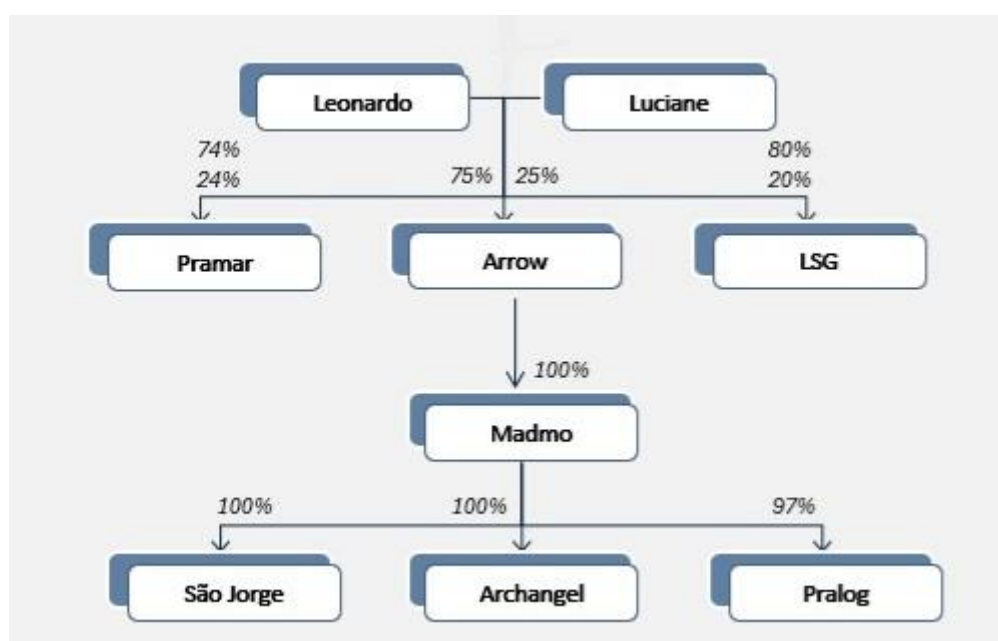 Leonardo
Luciane
74%
80%
24%
75%
25%
20%
Pramar
Arrow
LSG
100%
Madmo
100%
100%
97%
São Jorge
Archangel
Pralog